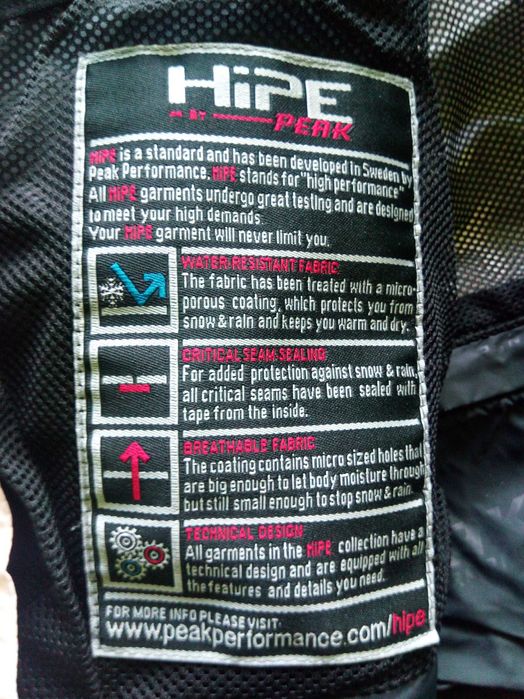 HiPE
BY
PEAK
HiPE is a standard and has been developed in Sweden by
Peak Performance. HiPE stands for "high performance"
All HiPE garments undergo great testing and are designed
to meet your high demands.
Your HiPE garment will never limit you.
WATER RESISTANT FABRIC:
The fabric has been treated with a micro-
porous coating, which protects you from
snow & rain and keeps you warm and dry.
CRITICAL SEAM-SEALING
For added protection against snow & rain,
all critical seams have been sealed with
tape from the inside.
BREATHABLE FABRIC:
The coating contains micro sized holes that
are big enough to let body moisture through
but still small enough to stop snow & rain.
TECHNICAL DESIGN:
All garments in the HiPE collection have a
technical design and are equipped with all
the features and details you need.
FOR MORE INFO PLEASE VISIT:
www.peakperformance.com/hipe